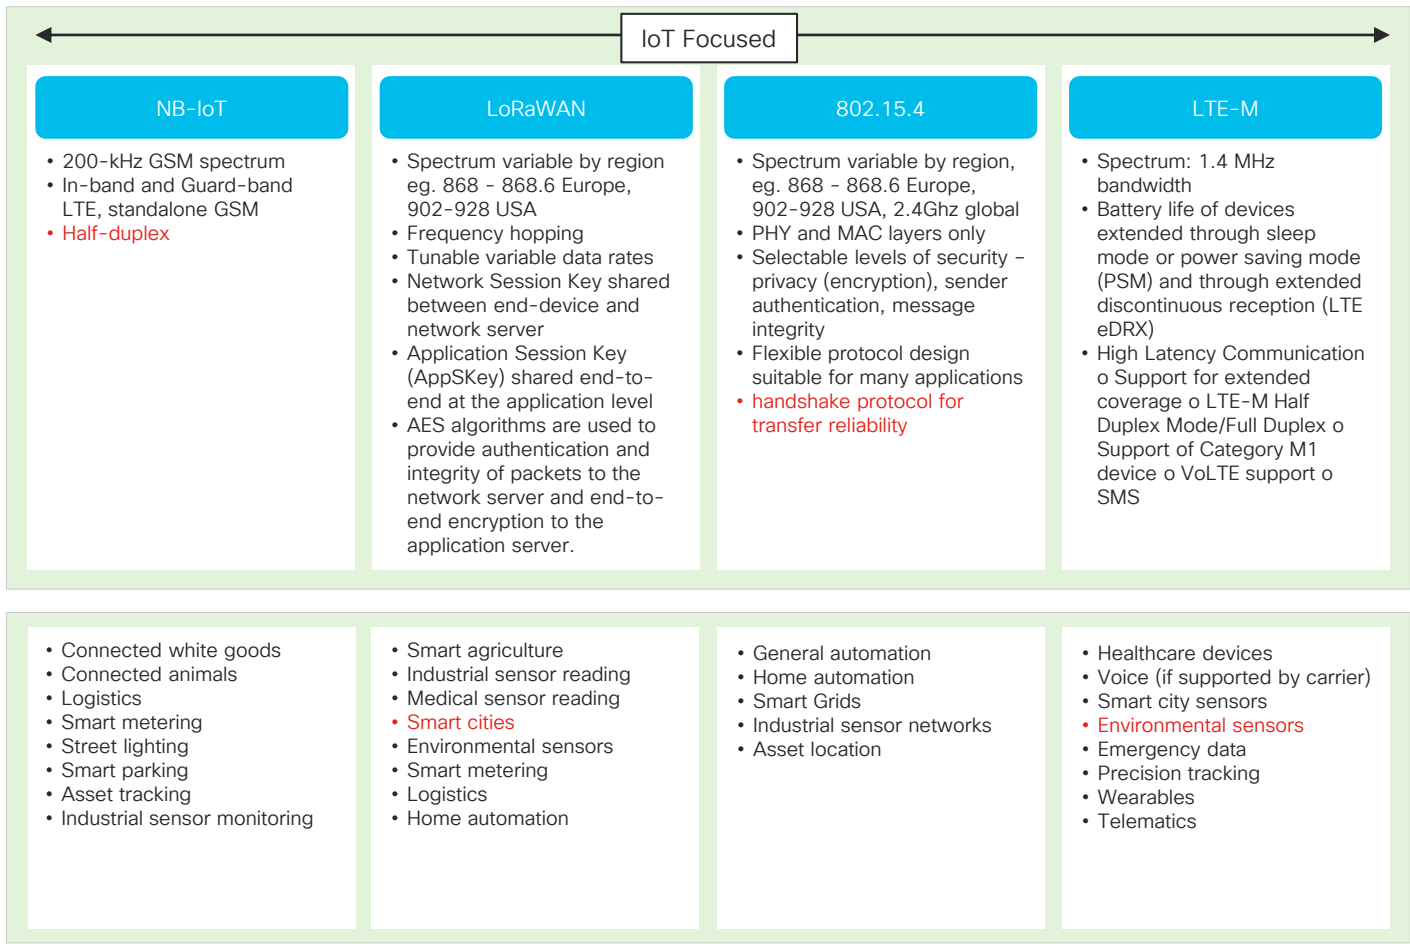 IoT Focused
NB-IoT
• 200-kHz GSM spectrum
• In-band and Guard-band
LTE, standalone GSM
• Half-duplex
LoRaWAN
• Spectrum variable by region
eg. 868 - 868.6 Europe,
902-928 USA
• Frequency hopping
• Tunable variable data rates
• Network Session Key shared
between end-device and
network server
• Application Session Key
(AppSKey) shared end-to-
end at the application level
• AES algorithms are used to
provide authentication and
integrity of packets to the
network server and end-to-
end encryption to the
application server.
802.15.4
• Spectrum variable by region,
eg. 868 - 868.6 Europe,
902-928 USA, 2.4Ghz global
• PHY and MAC layers only
• Selectable levels of security –
privacy (encryption), sender
authentication, message
integrity
• Flexible protocol design
suitable for many applications
• handshake protocol for
transfer reliability
LTE-M
• Spectrum: 1.4 MHz
bandwidth
• Battery life of devices
extended through sleep
mode or power saving mode
(PSM) and through extended
discontinuous reception (LTE
eDRX)
• High Latency Communication
o Support for extended
coverage o LTE-M Half
Duplex Mode/Full Duplex o
Support of Category M1
device o VoLTE support o
SMS
• Connected white goods
• Connected animals
• Logistics
• Smart metering
• Street lighting
• Smart parking
• Asset tracking
• Industrial sensor monitoring
• Smart agriculture
• Industrial sensor reading
• Medical sensor reading
• Smart cities
• Environmental sensors
• Smart metering
• Logistics
• Home automation
• General automation
• Home automation
• Smart Grids
• Industrial sensor networks
• Asset location
• Healthcare devices
• Voice (if supported by carrier)
• Smart city sensors
• Environmental sensors
• Emergency data
• Precision tracking
• Wearables
• Telematics